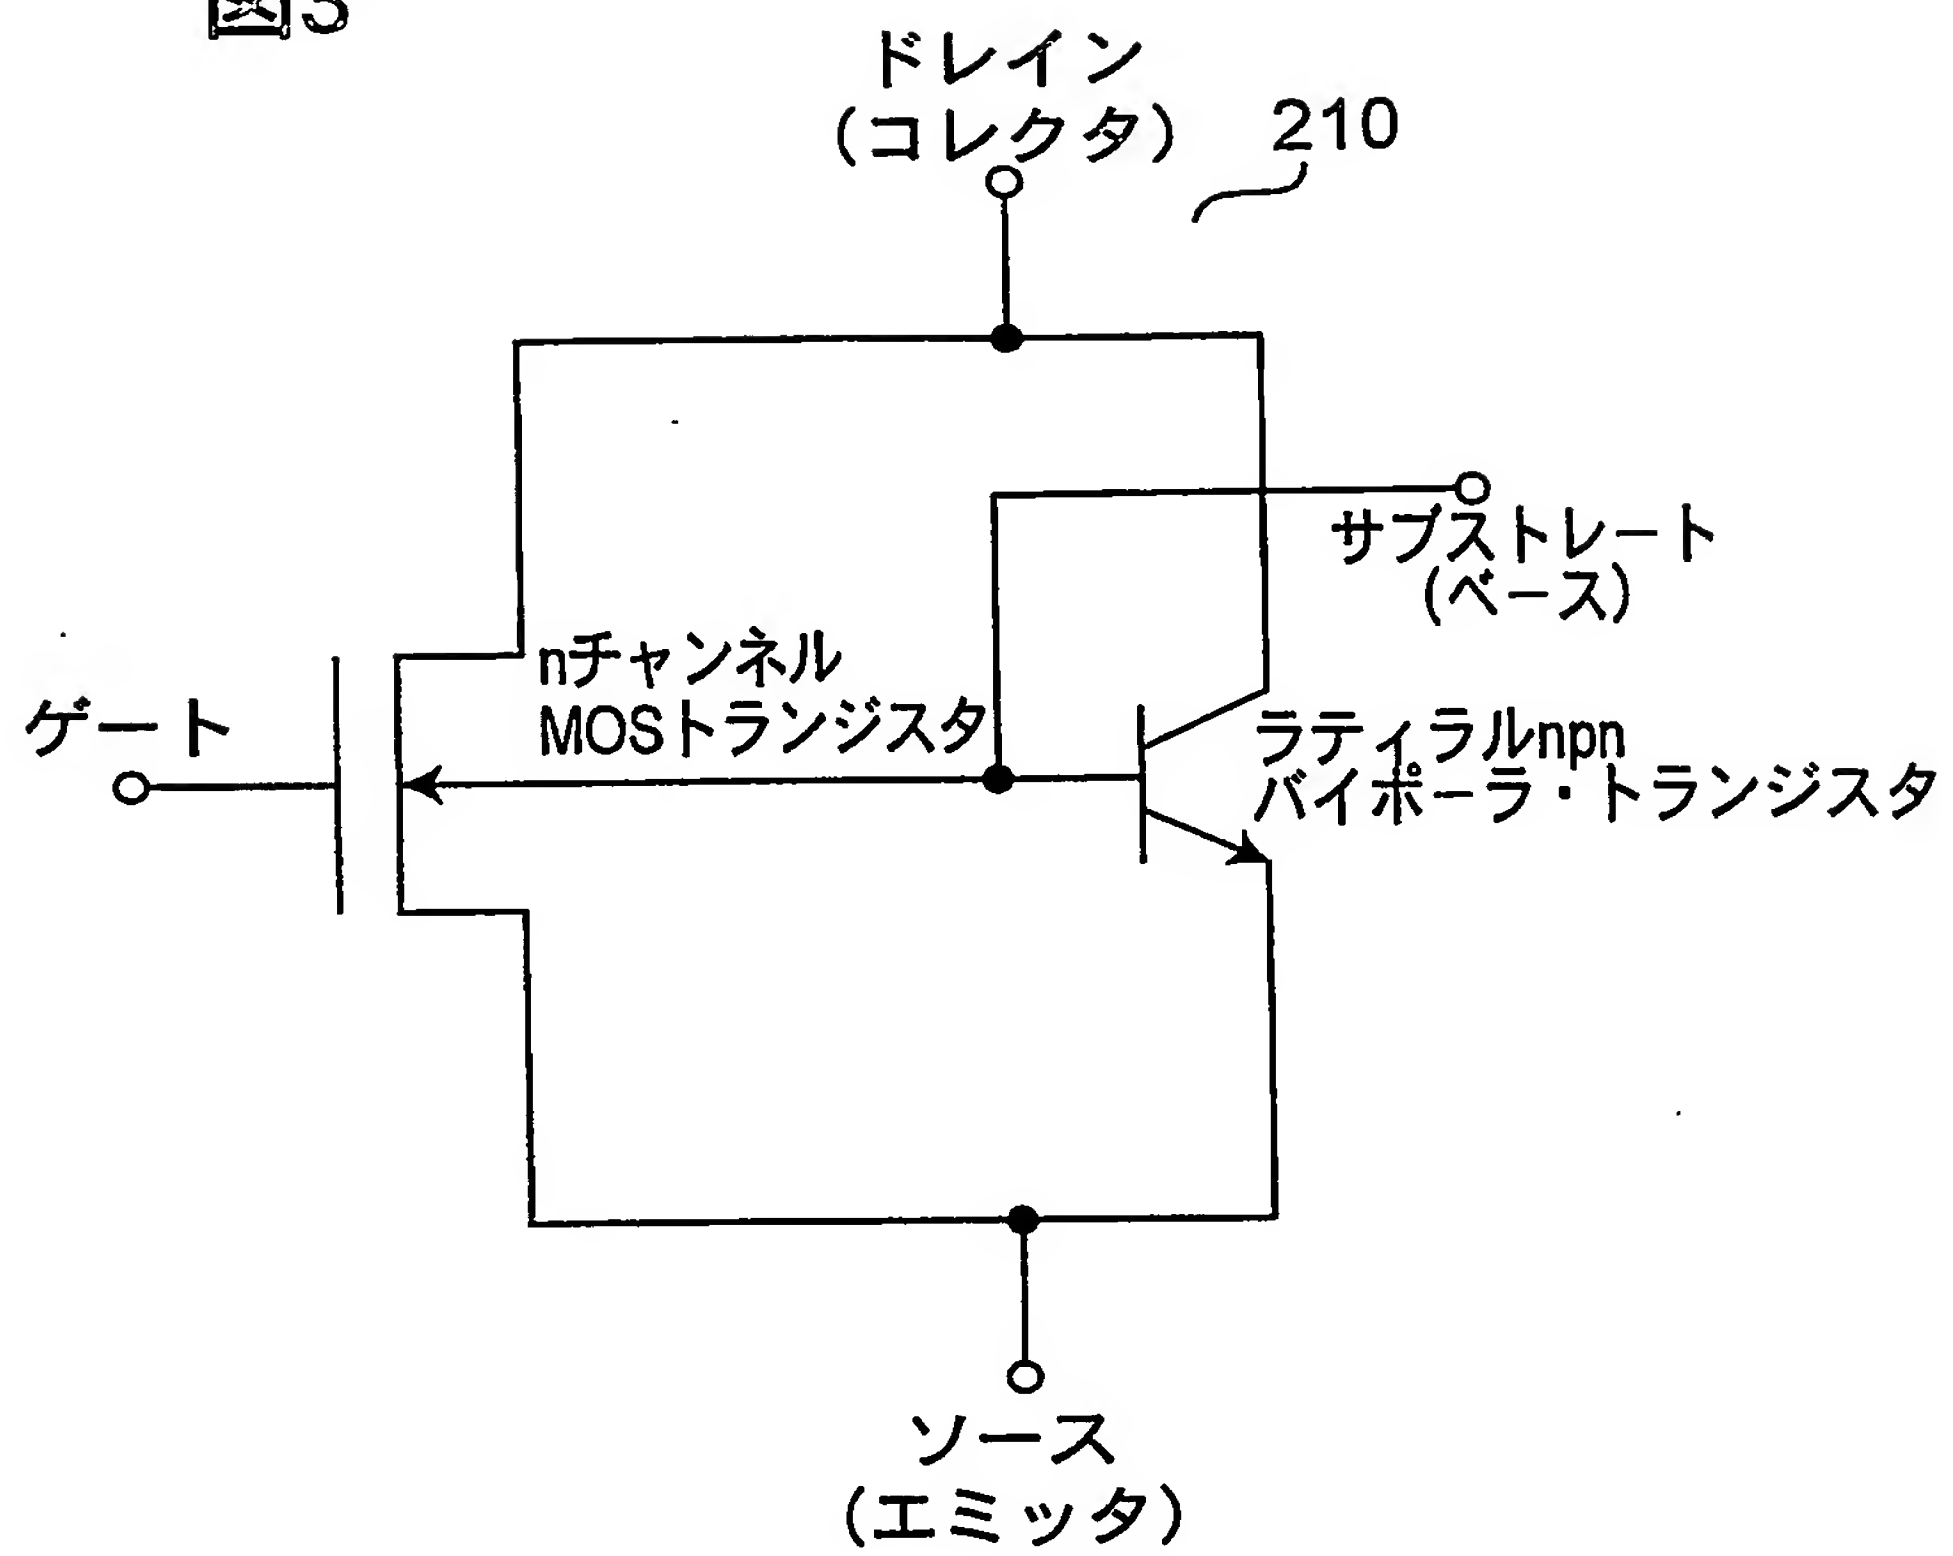 図3
ドレイン
(コレクタ)
210
サブストレート
(ベース)
nチャンネル
MOSトランジスタ
ゲート
ラティラルnpn
バイポーラ・トランジスタ
ソース
(エミッタ)